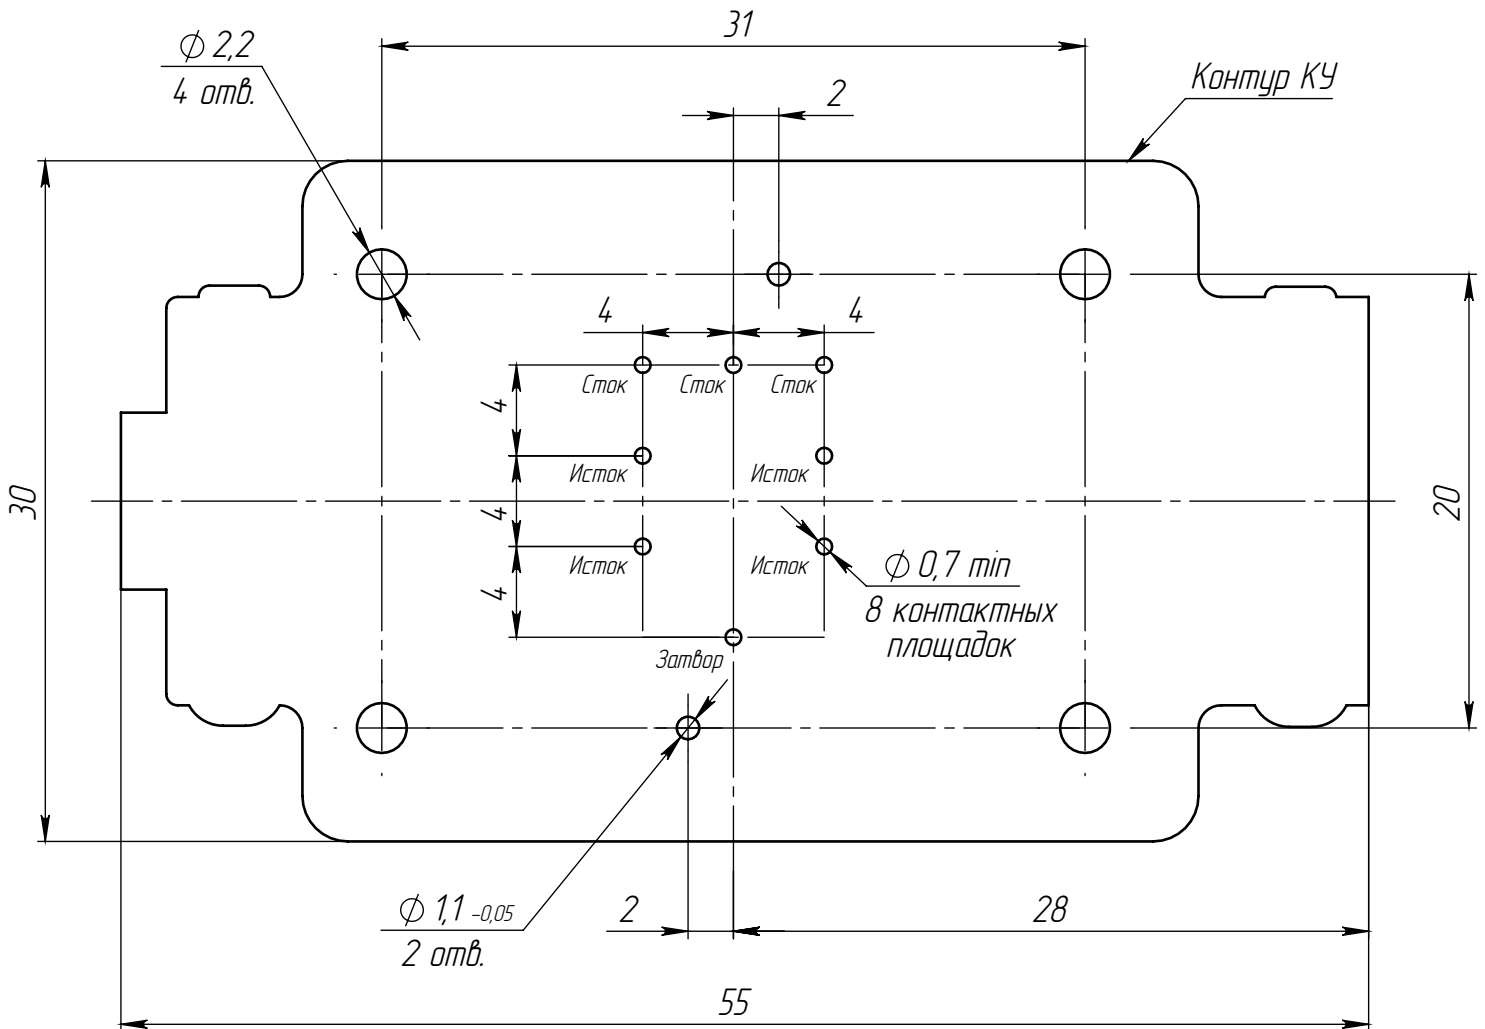 31
⌀ 2,2
4 отв.
2
Контур КУ
4
4
Сток
Сток
Сток
4
Исток
Исток
30
4
20
Исток
Исток
⌀ 0,7 min
8 контактных
площадок
4
Затвор
⌀ 1,1 -0,05
2 отв.
2
28
55